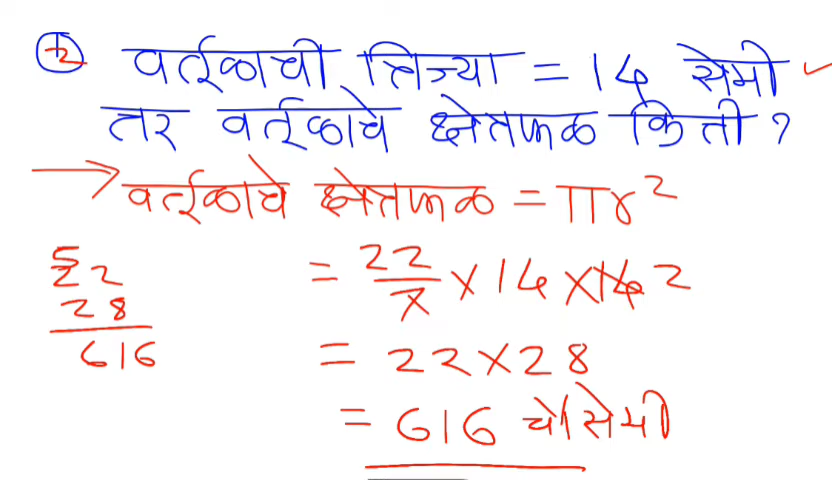 ② वर्तुळाची त्रिज्या = 14 सेमी
तर वर्तुळाचे क्षेत्रफळ किती ?
→ वर्तुळाचे क्षेत्रफळ = πr²
= 22/7 × 14 × 14 2
= 22 × 28
= 616 चौ सेमी
5
22
28
616